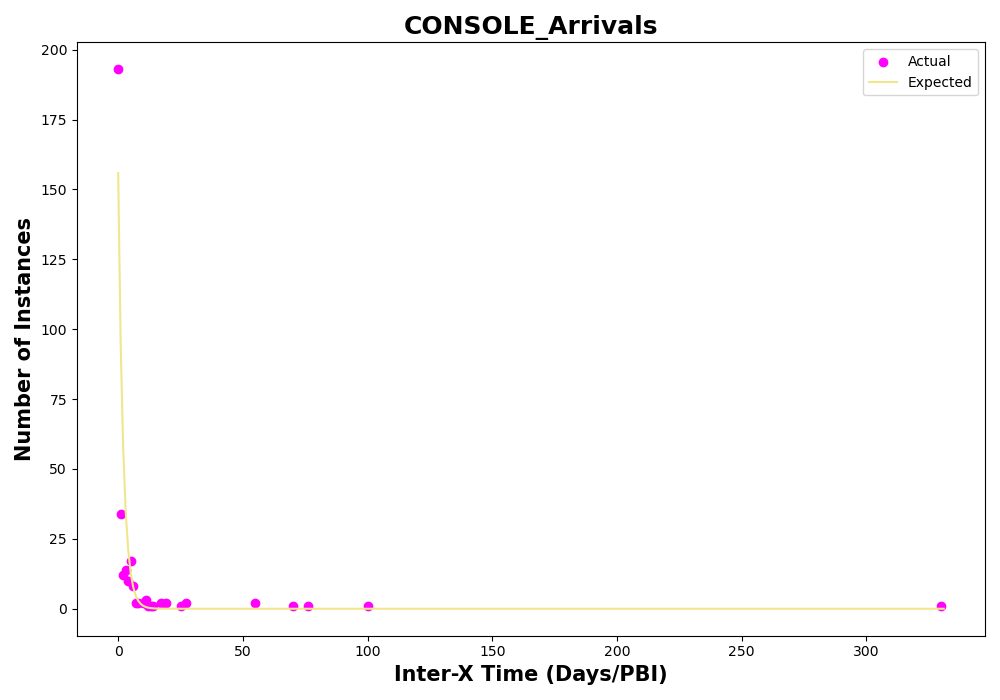 CONSOLE_Arrivals
Actual
Expected
Number of Instances
200
175
150
125
100
75
50
25
0
0 50 100 150 200 250 300
Inter-X Time (Days/PBI)